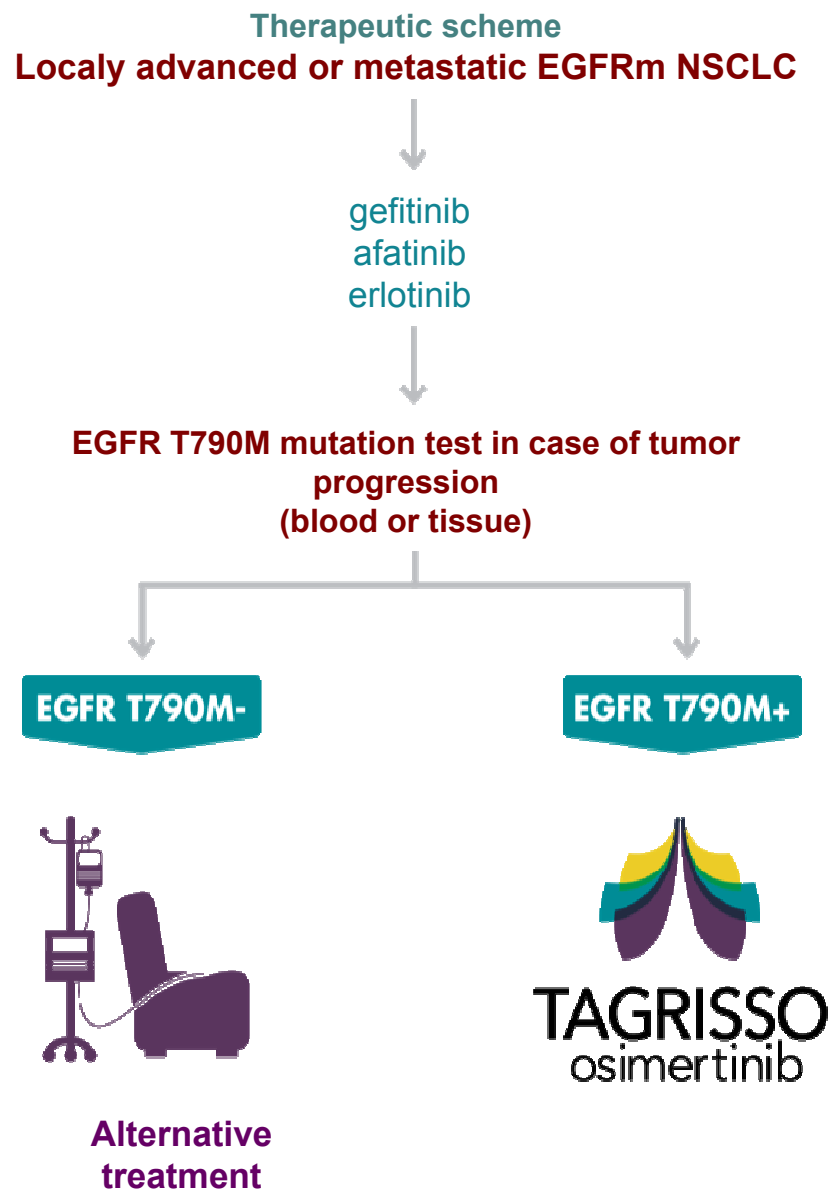 Therapeutic scheme
Localy advanced or metastatic EGFRm NSCLC
gefitinib
afatinib
erlotinib
EGFR T790M mutation test in case of tumor
progression
(blood or tissue)
EGFR T790M-
EGFR T790M+
TAGRISSO
osimertinib
Alternative
treatment